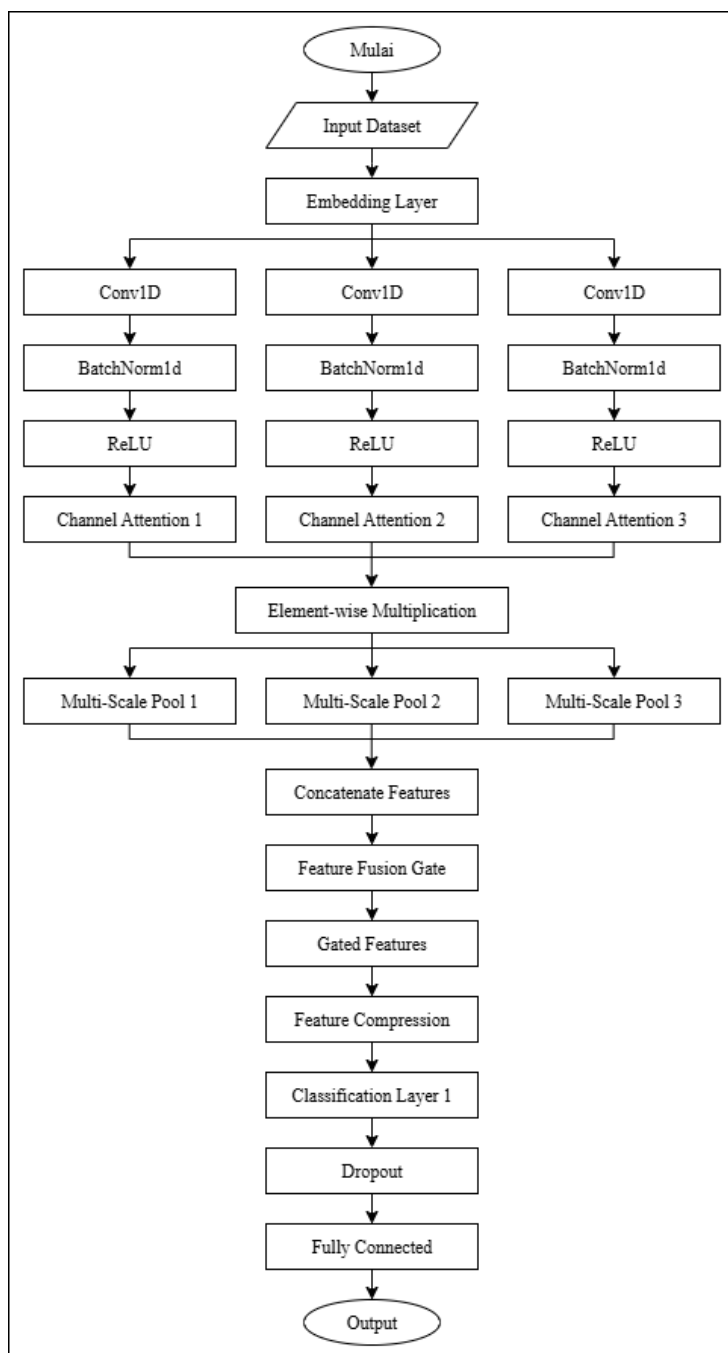 Mulai
Input Dataset
Embedding Layer
Conv1D
Conv1D
Conv1D
BatchNorm1d
BatchNorm1d
BatchNorm1d
ReLU
ReLU
ReLU
Channel Attention 1
Channel Attention 2
Channel Attention 3
Element-wise Multiplication
Multi-Scale Pool 1
Multi-Scale Pool 2
Multi-Scale Pool 3
Concatenate Features
Feature Fusion Gate
Gated Features
Feature Compression
Classification Layer 1
Dropout
Fully Connected
Output